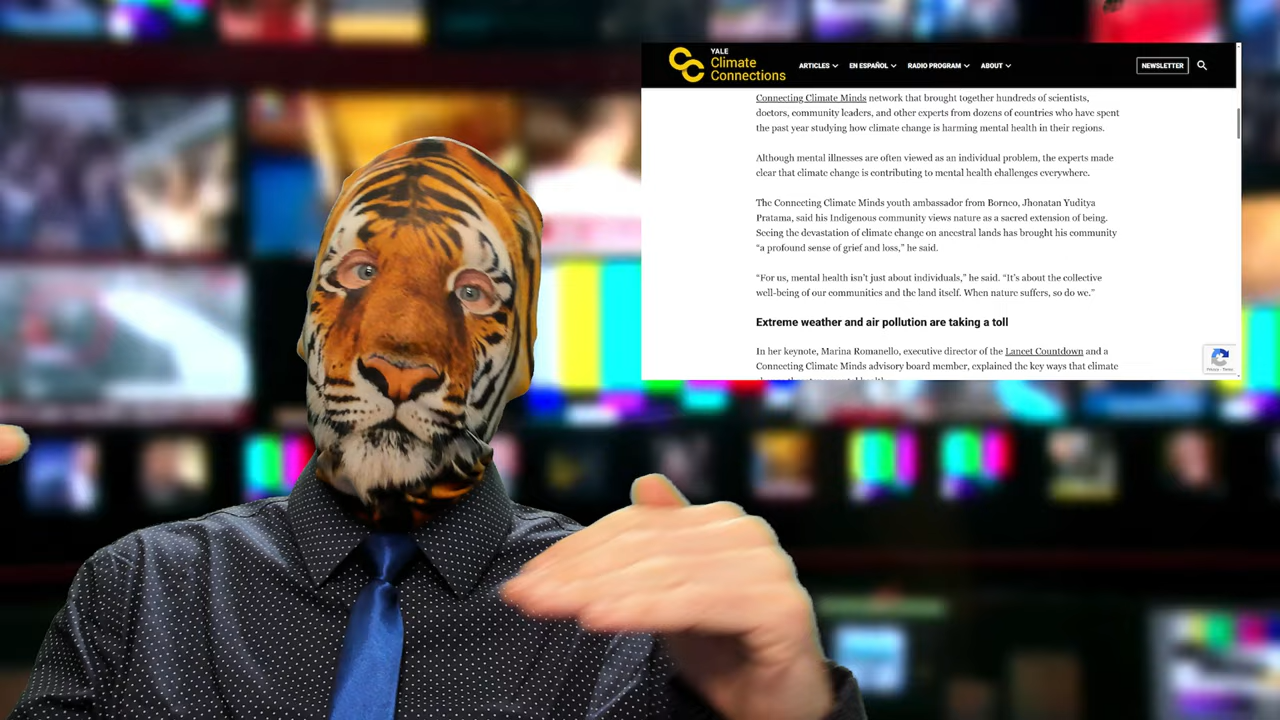 YALE
Climate
Connections
ARTICLES EN ESPAÑOL RADIO PROGRAM ABOUT NEWSLETTER
Connecting Climate Minds network that brought together hundreds of scientists,
doctors, community leaders, and other experts from dozens of countries who have spent
the past year studying how climate change is harming mental health in their regions.
Although mental illnesses are often viewed as an individual problem, the experts made
clear that climate change is contributing to mental health challenges everywhere.
The Connecting Climate Minds youth ambassador from Borneo, Jhonatan Yuditya
Pratama, said his Indigenous community views nature as a sacred extension of being.
Seeing the devastation of climate change on ancestral lands has brought his community
“a profound sense of grief and loss,” he said.
“For us, mental health isn’t just about individuals,” he said. “It’s about the collective
well-being of our communities and the land itself. When nature suffers, so do we.”
Extreme weather and air pollution are taking a toll
In her keynote, Marina Romanello, executive director of the Lancet Countdown and a
Connecting Climate Minds advisory board member, explained the key ways that climate
Privacy - Terms